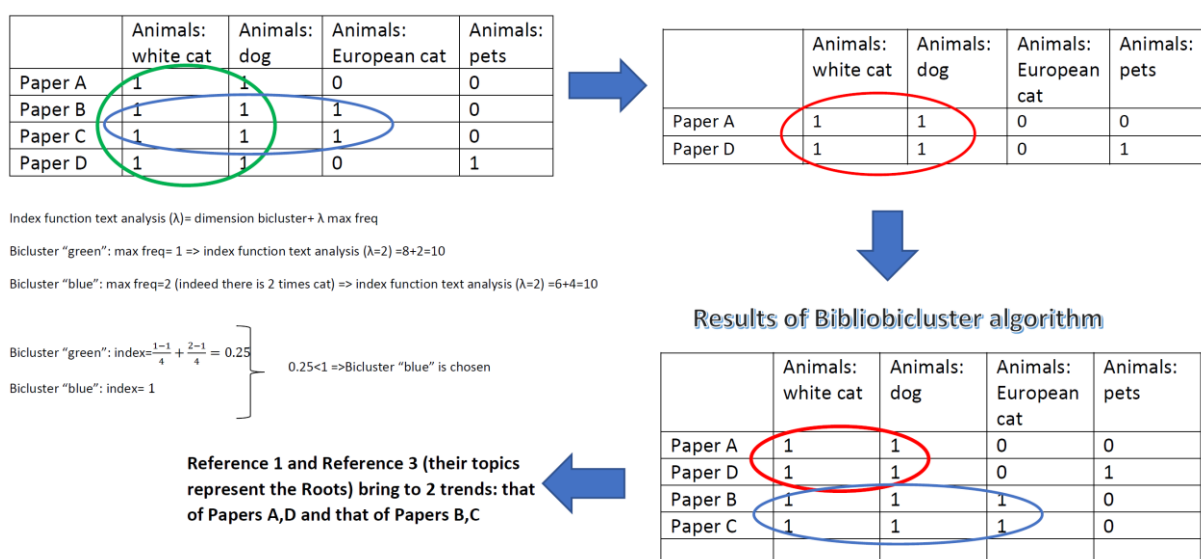 Animals: white cat Animals: dog Animals: European cat Animals: pets
Paper A 1 1 0 0
Paper B 1 1 1 0
Paper C 1 1 1 0
Paper D 1 1 0 1
Animals: white cat Animals: dog Animals: European cat Animals: pets
Paper A 1 1 0 0
Paper D 1 1 0 1
Index function text analysis (λ)= dimension bicluster+ λ max freq
Bicluster “green”: max freq= 1 => index function text analysis (λ=2) =8+2=10
Bicluster “blue”: max freq=2 (indeed there is 2 times cat) => index function text analysis (λ=2) =6+4=10
Bicluster “green”: index=\frac{1−1}{4} + \frac{2−1}{4} = 0.25
Bicluster “blue”: index= 1
0.25<1 =>Bicluster “blue” is chosen
Results of Bibliobicluster algorithm
Animals: white cat Animals: dog Animals: European cat Animals: pets
Paper A 1 1 0 0
Paper D 1 1 0 1
Paper B 1 1 1 0
Paper C 1 1 1 0
Reference 1 and Reference 3 (their topics
represent the Roots) bring to 2 trends: that
of Papers A,D and that of Papers B,C